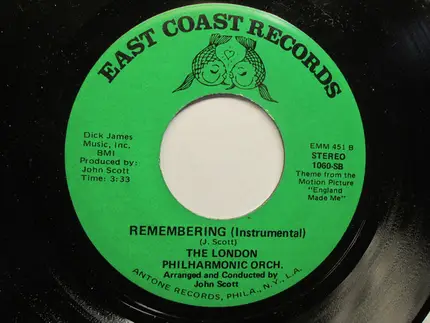 EAST COAST RECORDS
Dick James
Music, Inc.
BMI
Produced by:
John Scott
Time: 3:33
EMM 451 B
STEREO
1060-SB
Theme from the
Motion Picture
"England
Made Me"
REMEMBERING (Instrumental)
(J. Scott)
THE LONDON
PHILHARMONIC ORCH.
Arranged and Conducted by
John Scott
ANTONE RECORDS, PHILA., N.Y., L.A.